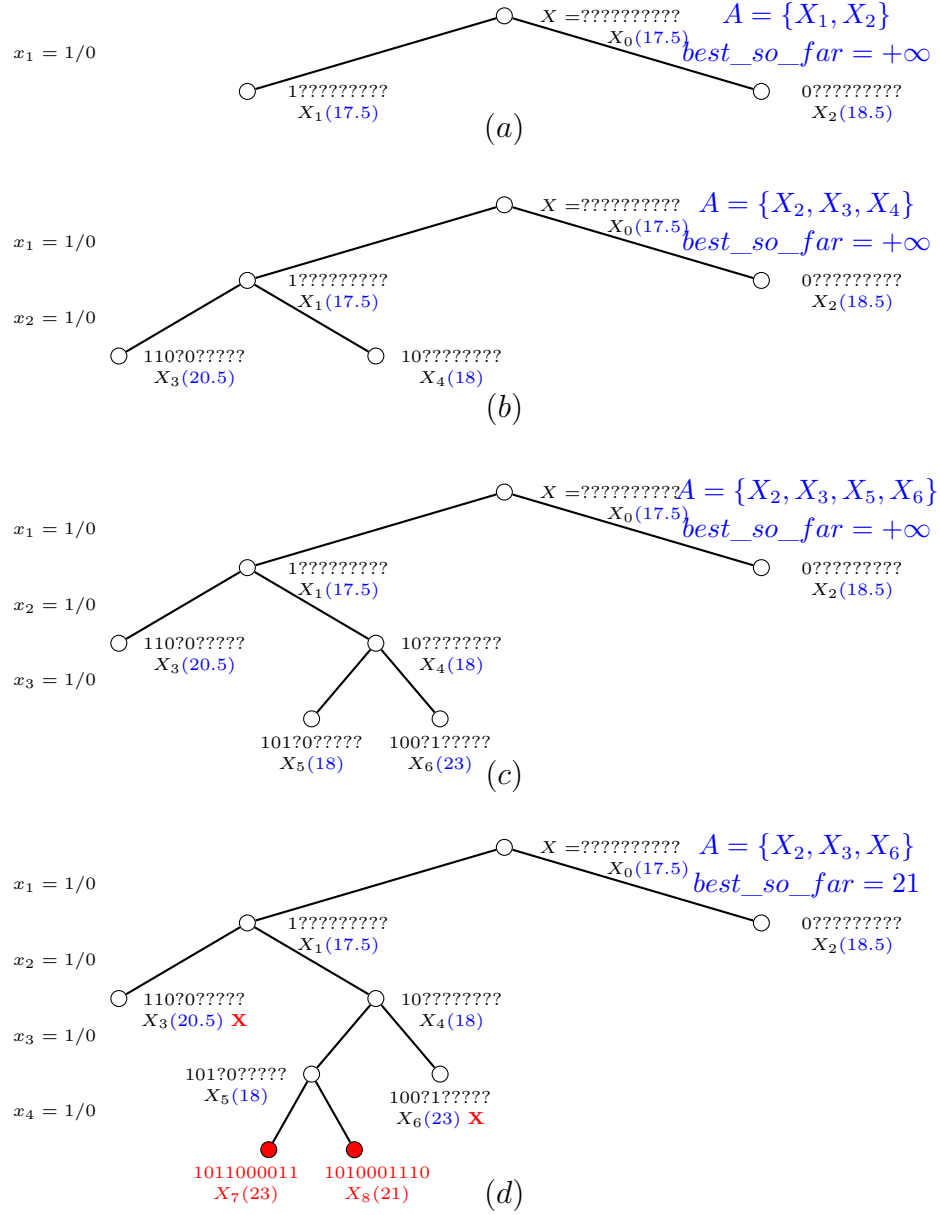 X =?????????? A = {X₁, X₂}
X₀(17.5) best_so_far = +∞
x₁ = 1/0
1????????? 0?????????
X₁(17.5) X₂(18.5)
(a)
X =?????????? A = {X₂, X₃, X₄}
X₀(17.5) best_so_far = +∞
x₁ = 1/0
1????????? 0?????????
X₁(17.5) X₂(18.5)
x₂ = 1/0
110?0????? 10????????
X₃(20.5) X₄(18)
(b)
X =?????????? A = {X₂, X₃, X₅, X₆}
X₀(17.5) best_so_far = +∞
x₁ = 1/0
1????????? 0?????????
X₁(17.5) X₂(18.5)
x₂ = 1/0
110?0????? 10????????
X₃(20.5) X₄(18)
x₃ = 1/0
101?0????? 100?1?????
X₅(18) X₆(23)
(c)
X =?????????? A = {X₂, X₃, X₆}
X₀(17.5) best_so_far = 21
x₁ = 1/0
1????????? 0?????????
X₁(17.5) X₂(18.5)
x₂ = 1/0
110?0????? 10????????
X₃(20.5) X X₄(18)
x₃ = 1/0
101?0????? 100?1?????
X₅(18) X₆(23) X
x₄ = 1/0
1011000011 1010001110
X₇(23) X₈(21)
(d)